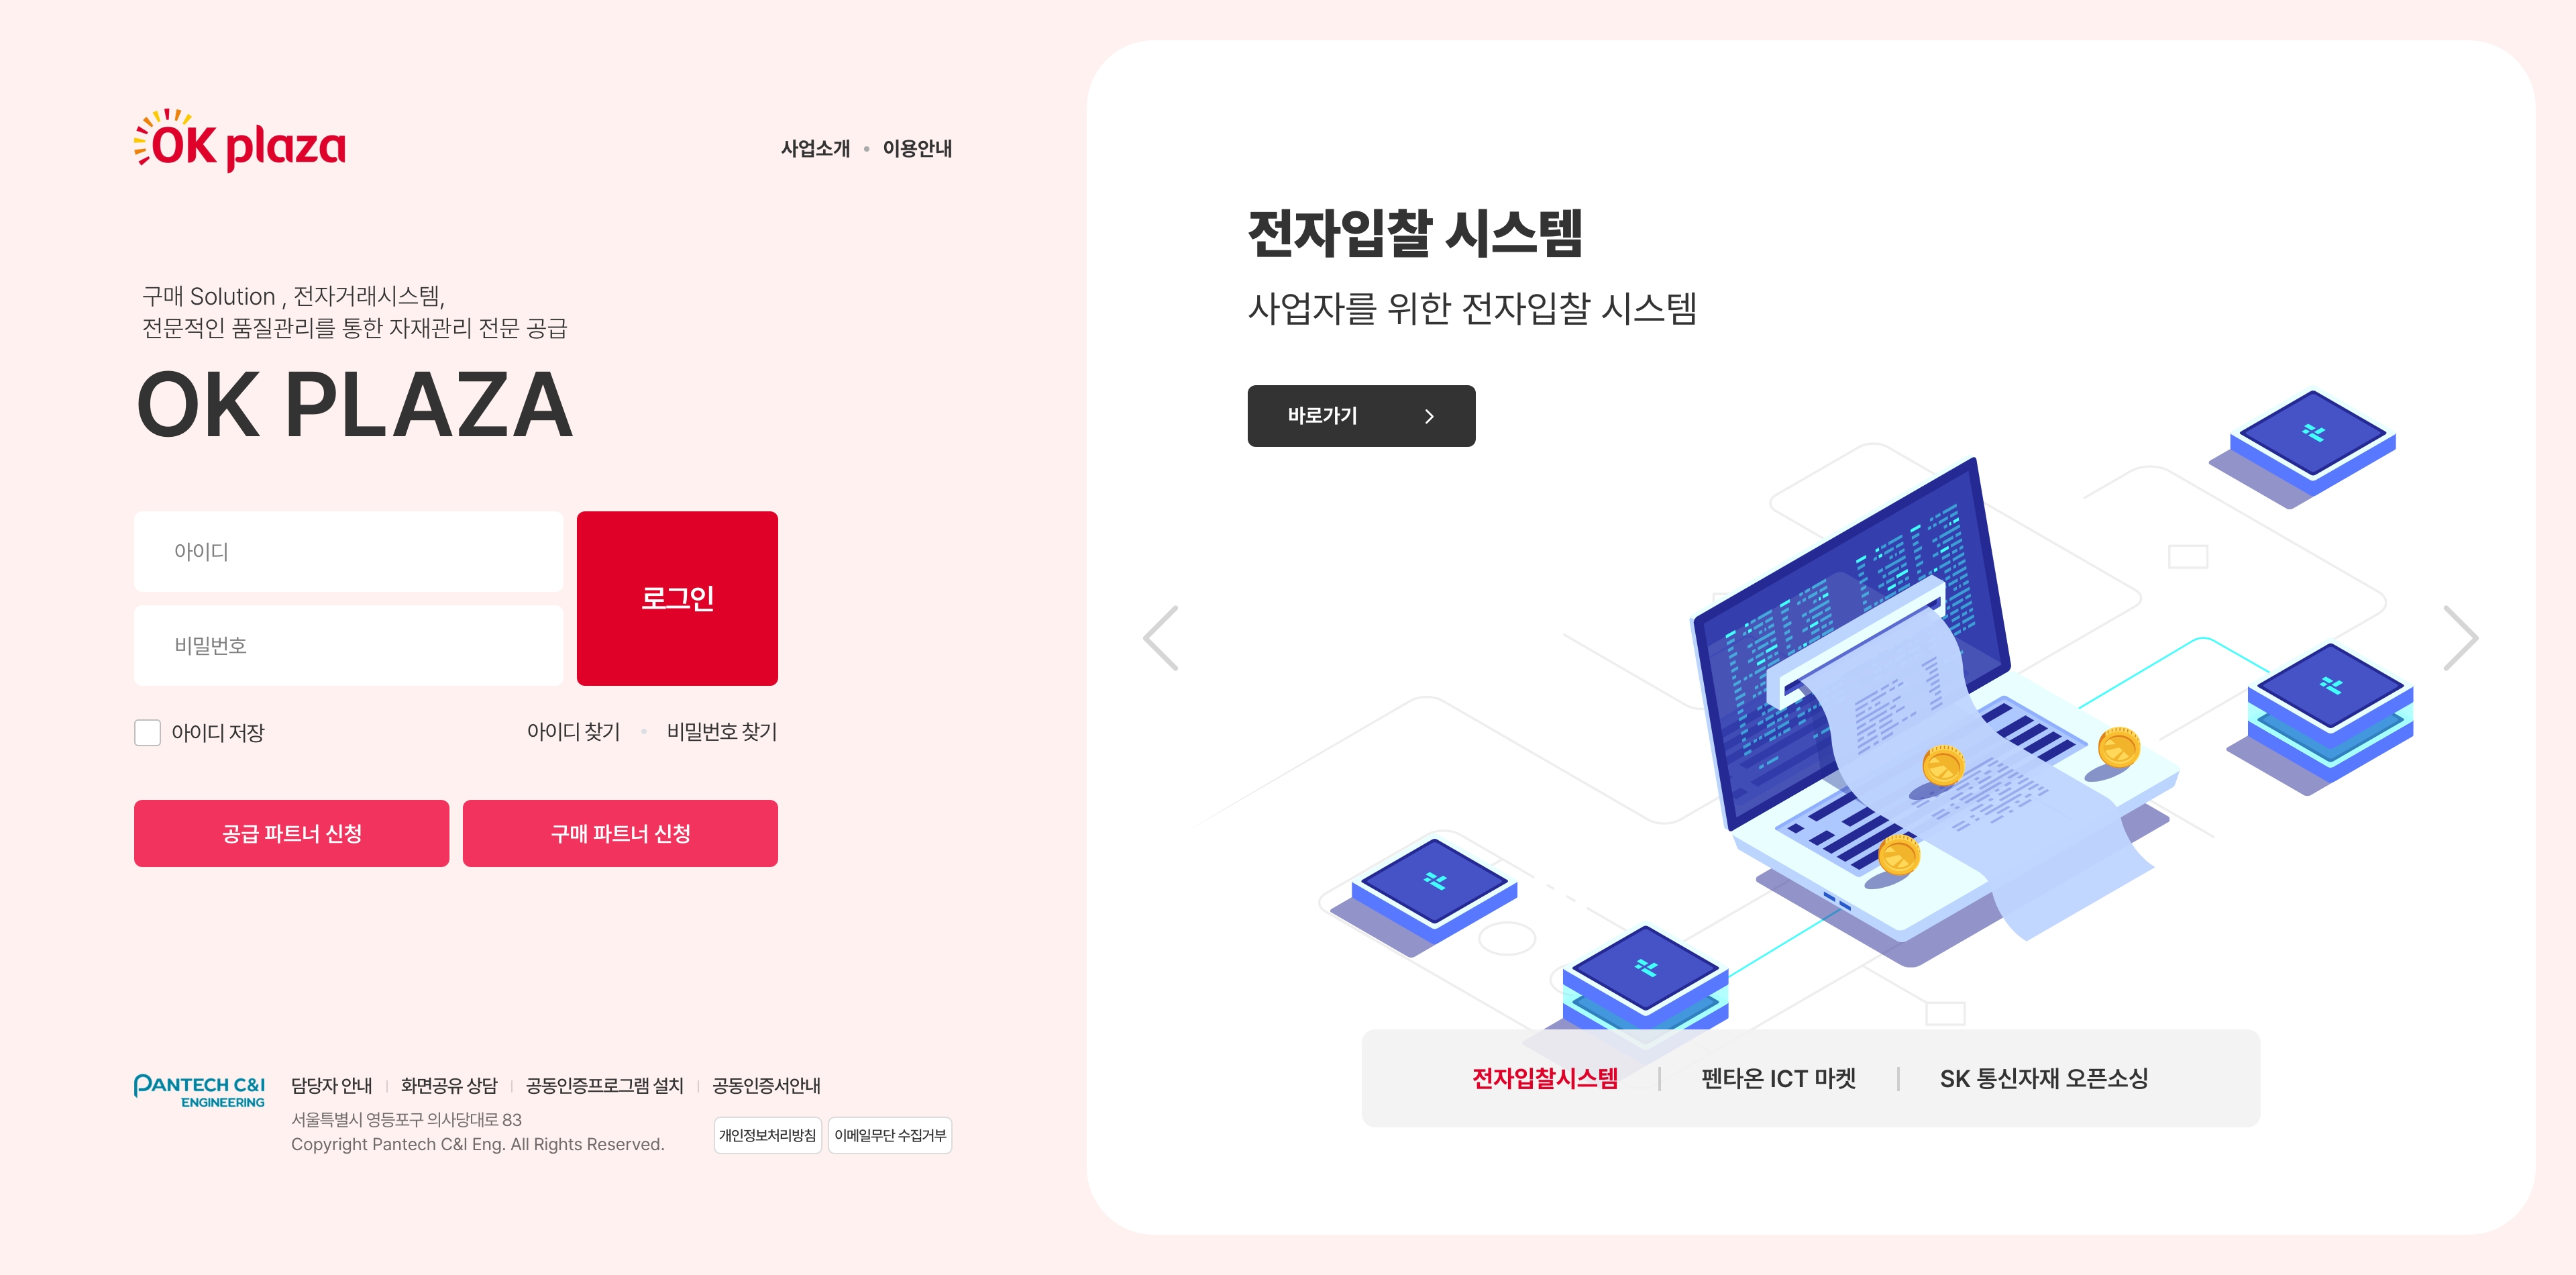 OK plaza
사업소개 • 이용안내
구매 Solution , 전자거래시스템,
전문적인 품질관리를 통한 자재관리 전문 공급
OK PLAZA
아이디
비밀번호
로그인
아이디 저장
아이디 찾기 • 비밀번호 찾기
공급 파트너 신청
구매 파트너 신청
PANTECH C&I
ENGINEERING
담당자 안내 | 화면공유 상담 | 공동인증프로그램 설치 | 공동인증서안내
서울특별시 영등포구 의사당대로 83
Copyright Pantech C&I Eng. All Rights Reserved.
개인정보처리방침
이메일무단 수집거부
전자입찰 시스템
사업자를 위한 전자입찰 시스템
바로가기
전자입찰시스템 | 펜타온 ICT 마켓 | SK 통신자재 오픈소싱